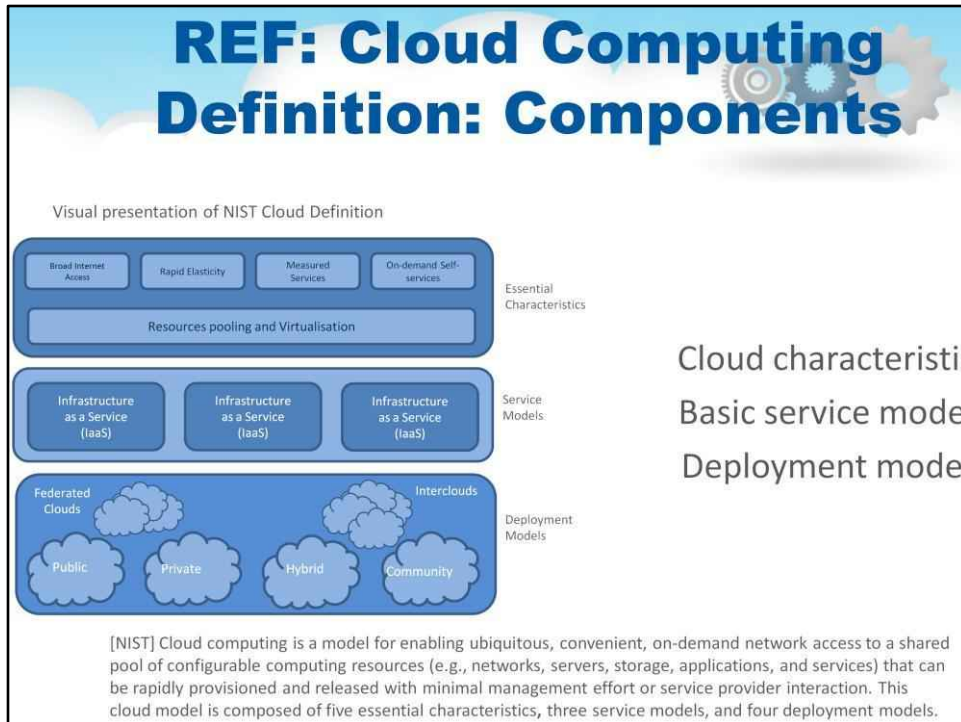 REF: Cloud Computing
Definition: Components
Visual presentation of NIST Cloud Definition
Broad Internet
Access
Rapid Elasticity
Measured
Services
On-demand Self-
services
Resources pooling and Virtualisation
Essential
Characteristics
Infrastructure
as a Service
(IaaS)
Infrastructure
as a Service
(IaaS)
Infrastructure
as a Service
(IaaS)
Service
Models
Federated
Clouds
Interclouds
Public
Private
Hybrid
Community
Deployment
Models
Cloud characteristi
Basic service mode
Deployment mode
[NIST] Cloud computing is a model for enabling ubiquitous, convenient, on-demand network access to a shared
pool of configurable computing resources (e.g., networks, servers, storage, applications, and services) that can
be rapidly provisioned and released with minimal management effort or service provider interaction. This
cloud model is composed of five essential characteristics, three service models, and four deployment models.